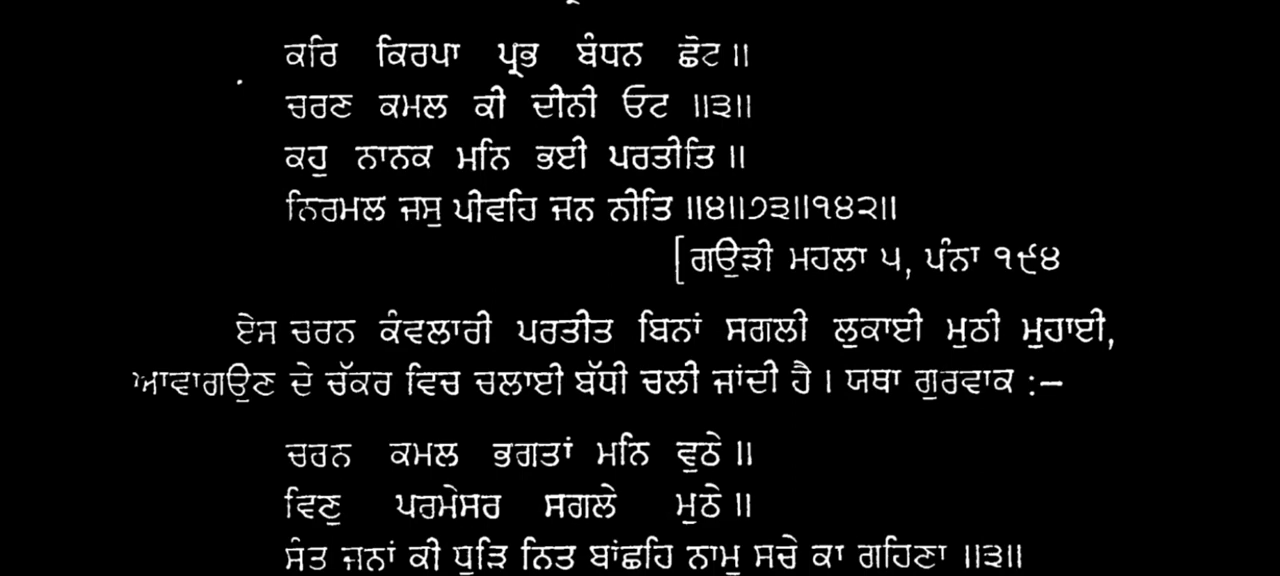 ਕਰਿ ਕਿਰਪਾ ਪ੍ਰਭ ਬੰਧਨ ਛੋਟ ॥
ਚਰਣ ਕਮਲ ਕੀ ਦੀਨੀ ਓਟ ॥੩॥
ਕਹੁ ਨਾਨਕ ਮਨਿ ਭਈ ਪਰਤੀਤਿ ॥
ਨਿਰਮਲ ਜਸੁ ਪੀਵਹਿ ਜਨ ਨੀਤਿ ॥੪॥੭੩॥੧੪੨॥
[ਗਉੜੀ ਮਹਲਾ ੫, ਪੰਨਾ ੧੯੪
ਏਸ ਚਰਨ ਕੰਵਲਾਰੀ ਪਰਤੀਤ ਬਿਨਾਂ ਸਗਲੀ ਲੁਕਾਈ ਮੁਠੀ ਮੁਹਾਈ,
ਆਵਾਗਉਣ ਦੇ ਚੱਕਰ ਵਿਚ ਚਲਾਈ ਬੱਧੀ ਚਲੀ ਜਾਂਦੀ ਹੈ । ਯਥਾ ਗੁਰਵਾਕ :—
ਚਰਨ ਕਮਲ ਭਗਤਾਂ ਮਨਿ ਵੁਠੇ ॥
ਵਿਣੁ ਪਰਮੇਸਰ ਸਗਲੇ ਮੁਠੇ ॥
ਸੰਤ ਜਨਾਂ ਕੀ ਧੂੜਿ ਨਿਤ ਬਾਂਛਹਿ ਨਾਮੁ ਸਚੇ ਕਾ ਗਹਿਣਾ ॥੩॥